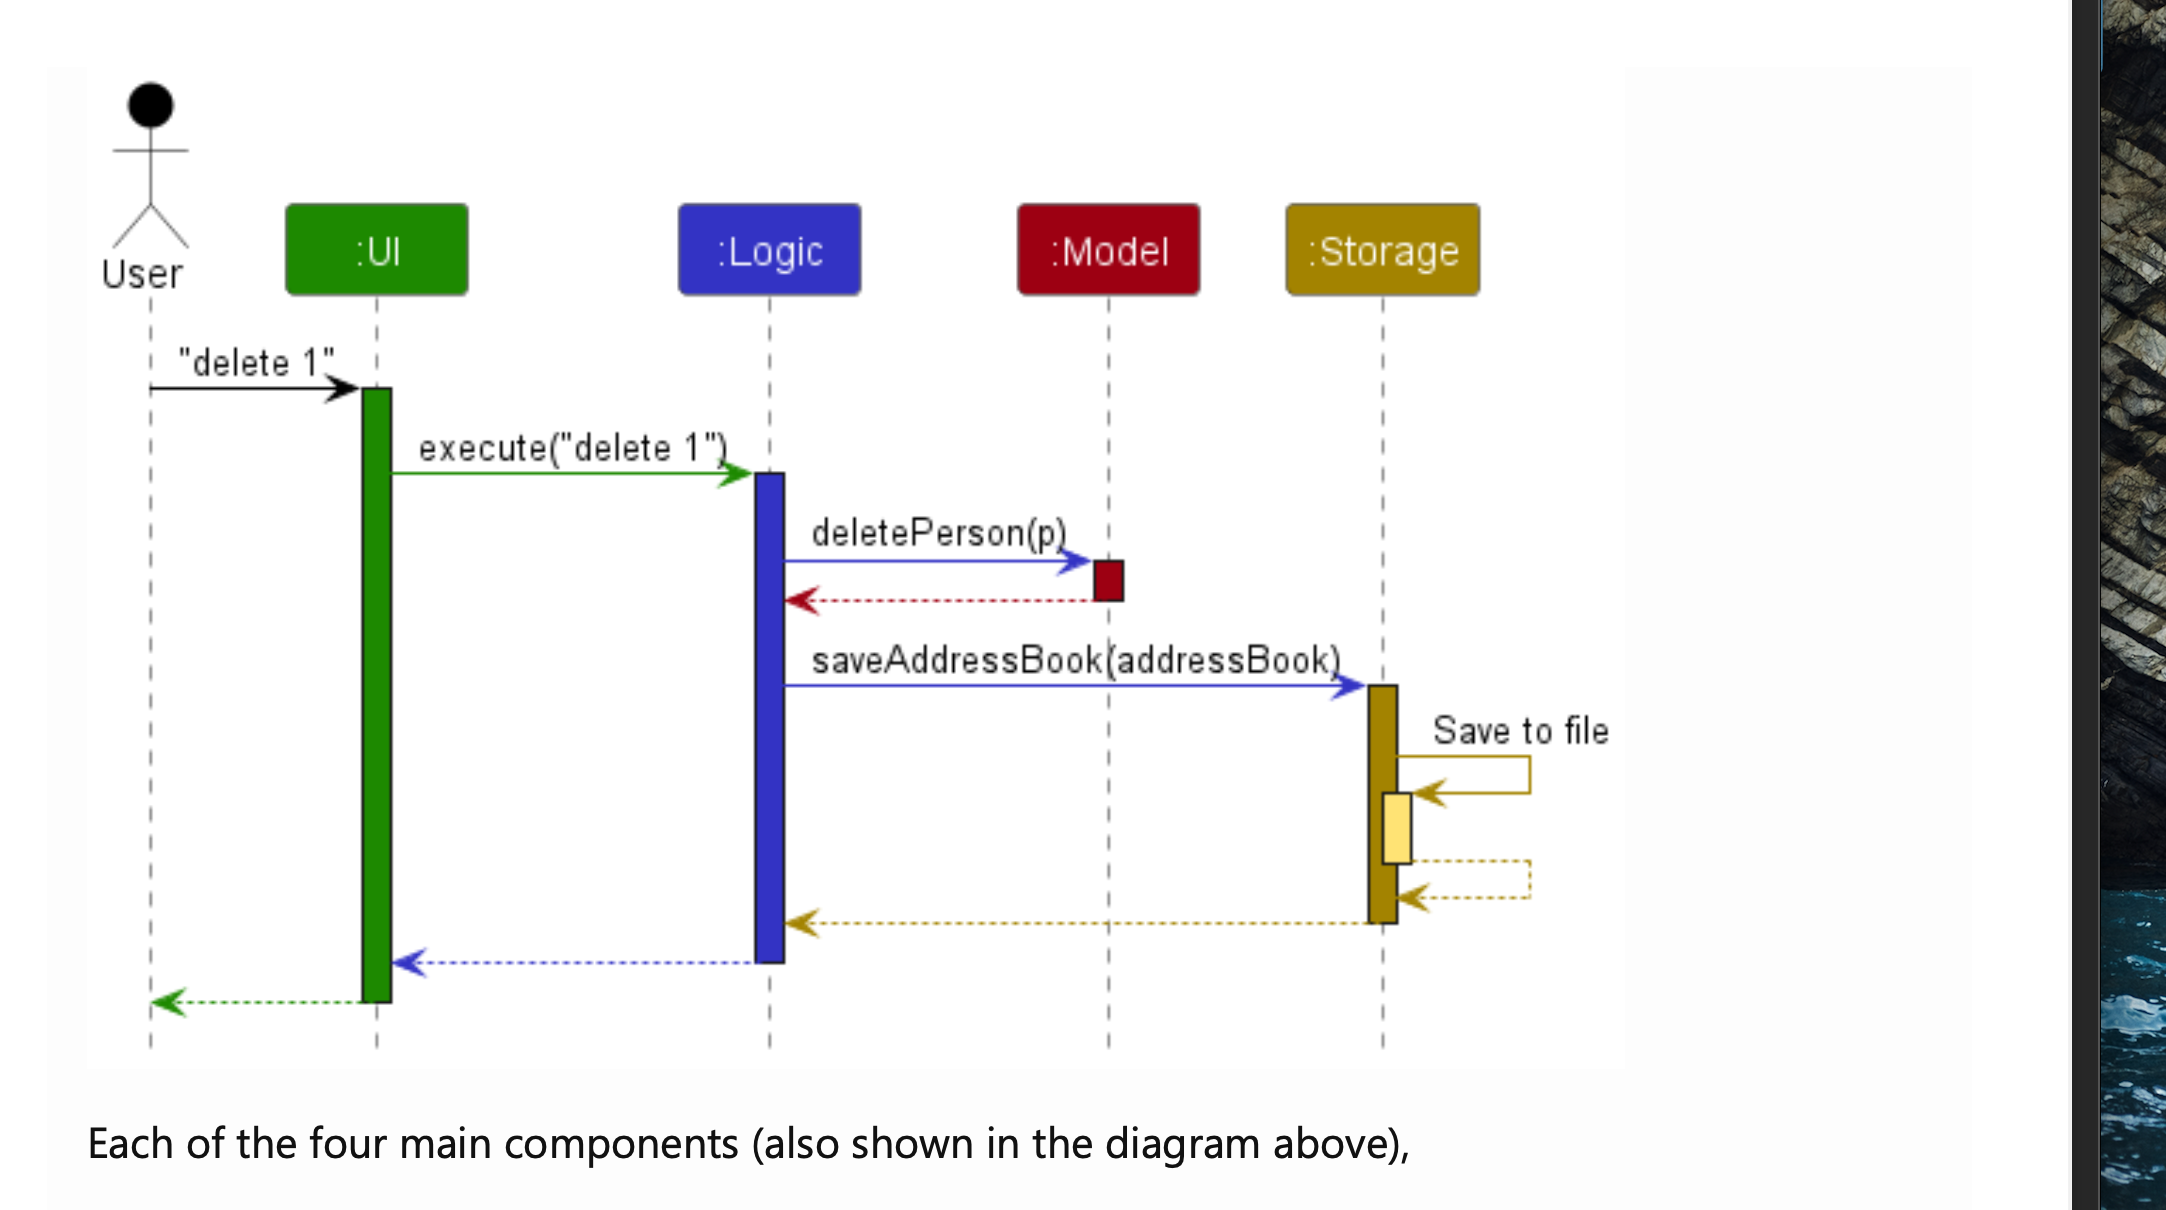 User
:UI
:Logic
:Model
:Storage
"delete 1"
execute("delete 1")
deletePerson(p)
saveAddressBook(addressBook)
Save to file
Each of the four main components (also shown in the diagram above),